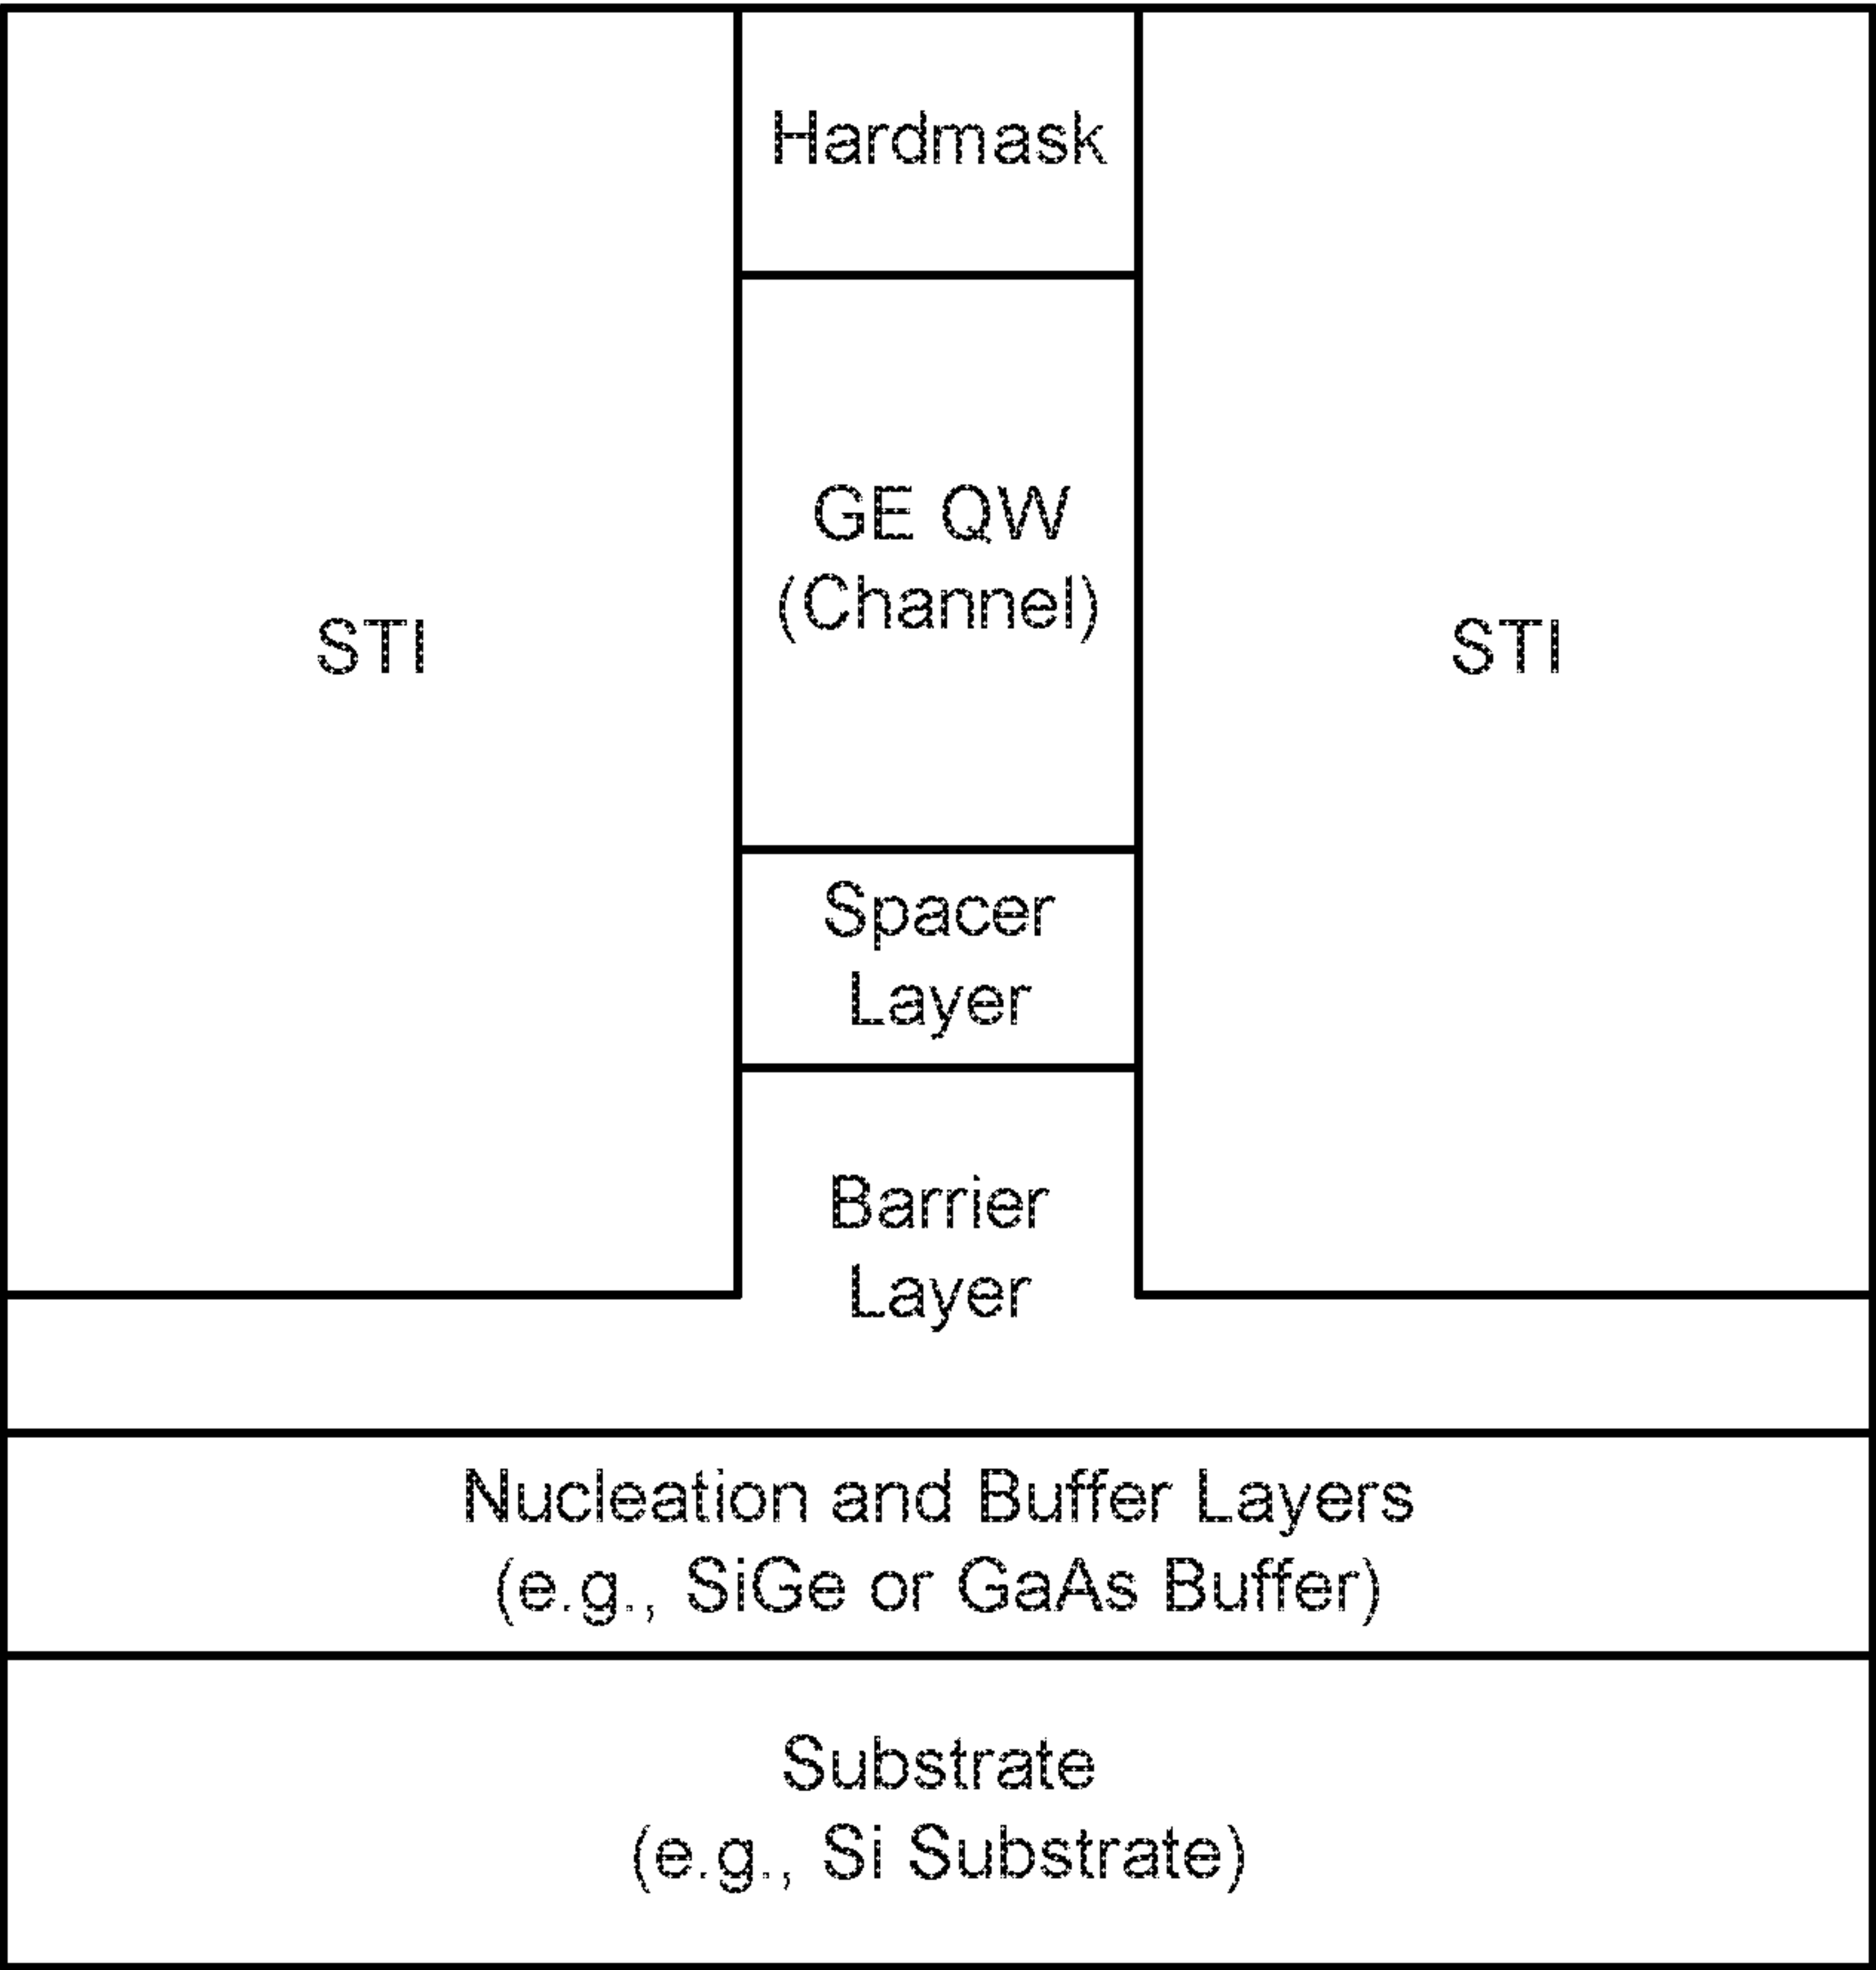 Hardmask
GE QW
(Channel)
STI
STI
Spacer
Layer
Barrier
Layer
Nucleation and Buffer Layers
(e.g., SiGe or GaAs Buffer)
Substrate
(e.g., Si Substrate)